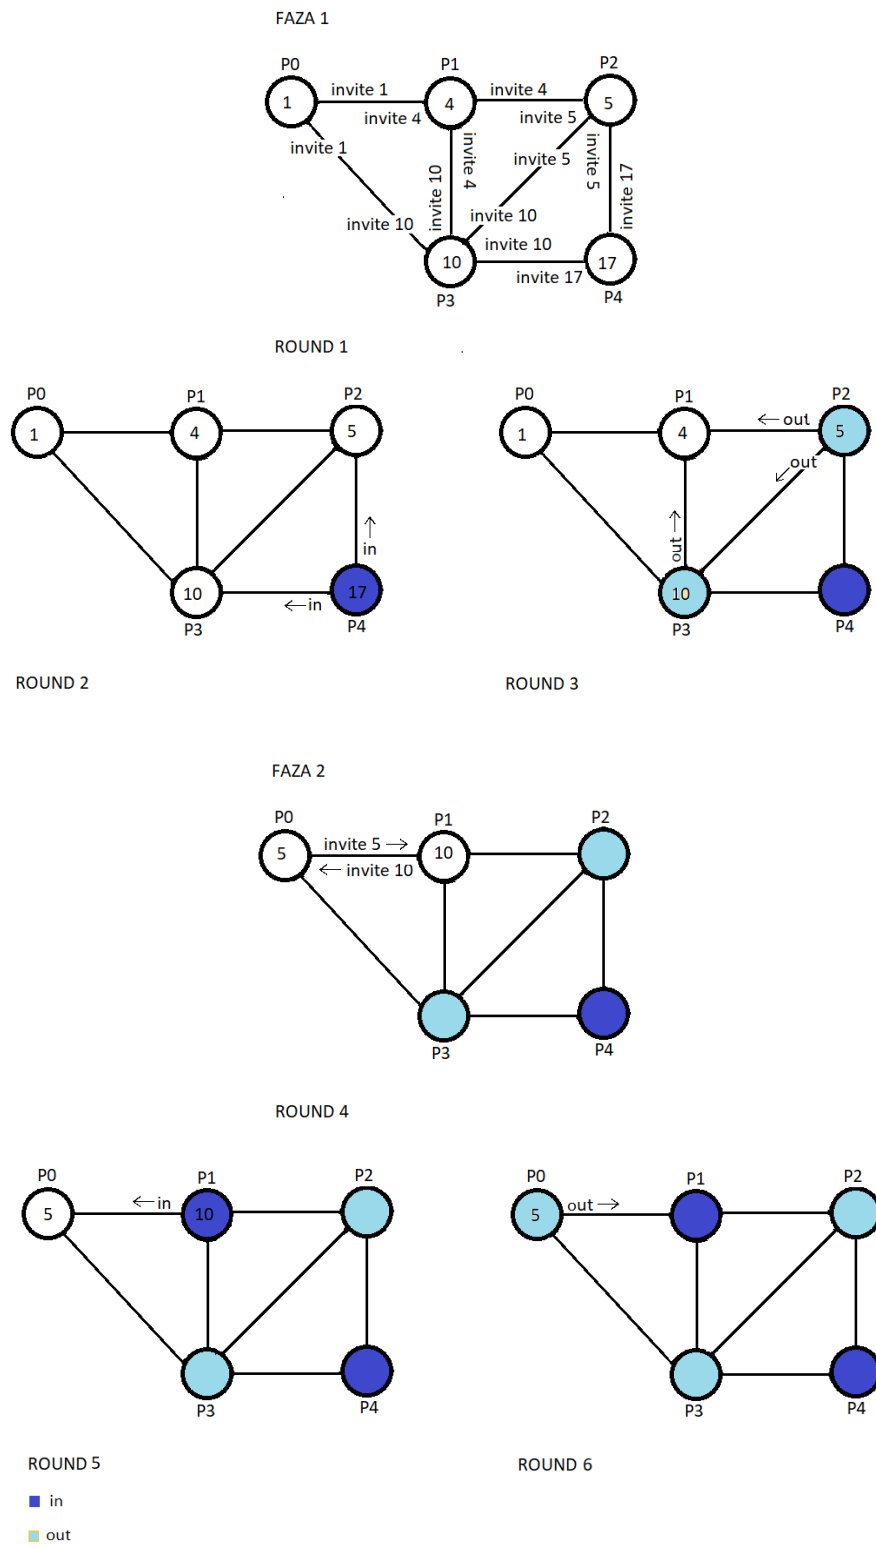 FAZA 1
P0
P1
P2
invite 1
invite 4
1
4
5
invite 4
invite 5
invite 1
invite 10
invite 4
invite 5
invite 5
invite 17
invite 10
invite 10
invite 10
10
17
invite 17
P3
P4
ROUND 1
P0
P1
P2
1
4
5
in
10
17
in
P3
P4
P0
P1
P2
out
1
4
5
out
out
10
P3
P4
ROUND 2
ROUND 3
FAZA 2
P0
P1
P2
invite 5
5
10
invite 10
P3
P4
ROUND 4
P0
P1
P2
in
5
10
P3
P4
P0
P1
P2
out
5
P3
P4
ROUND 5
ROUND 6
in
out